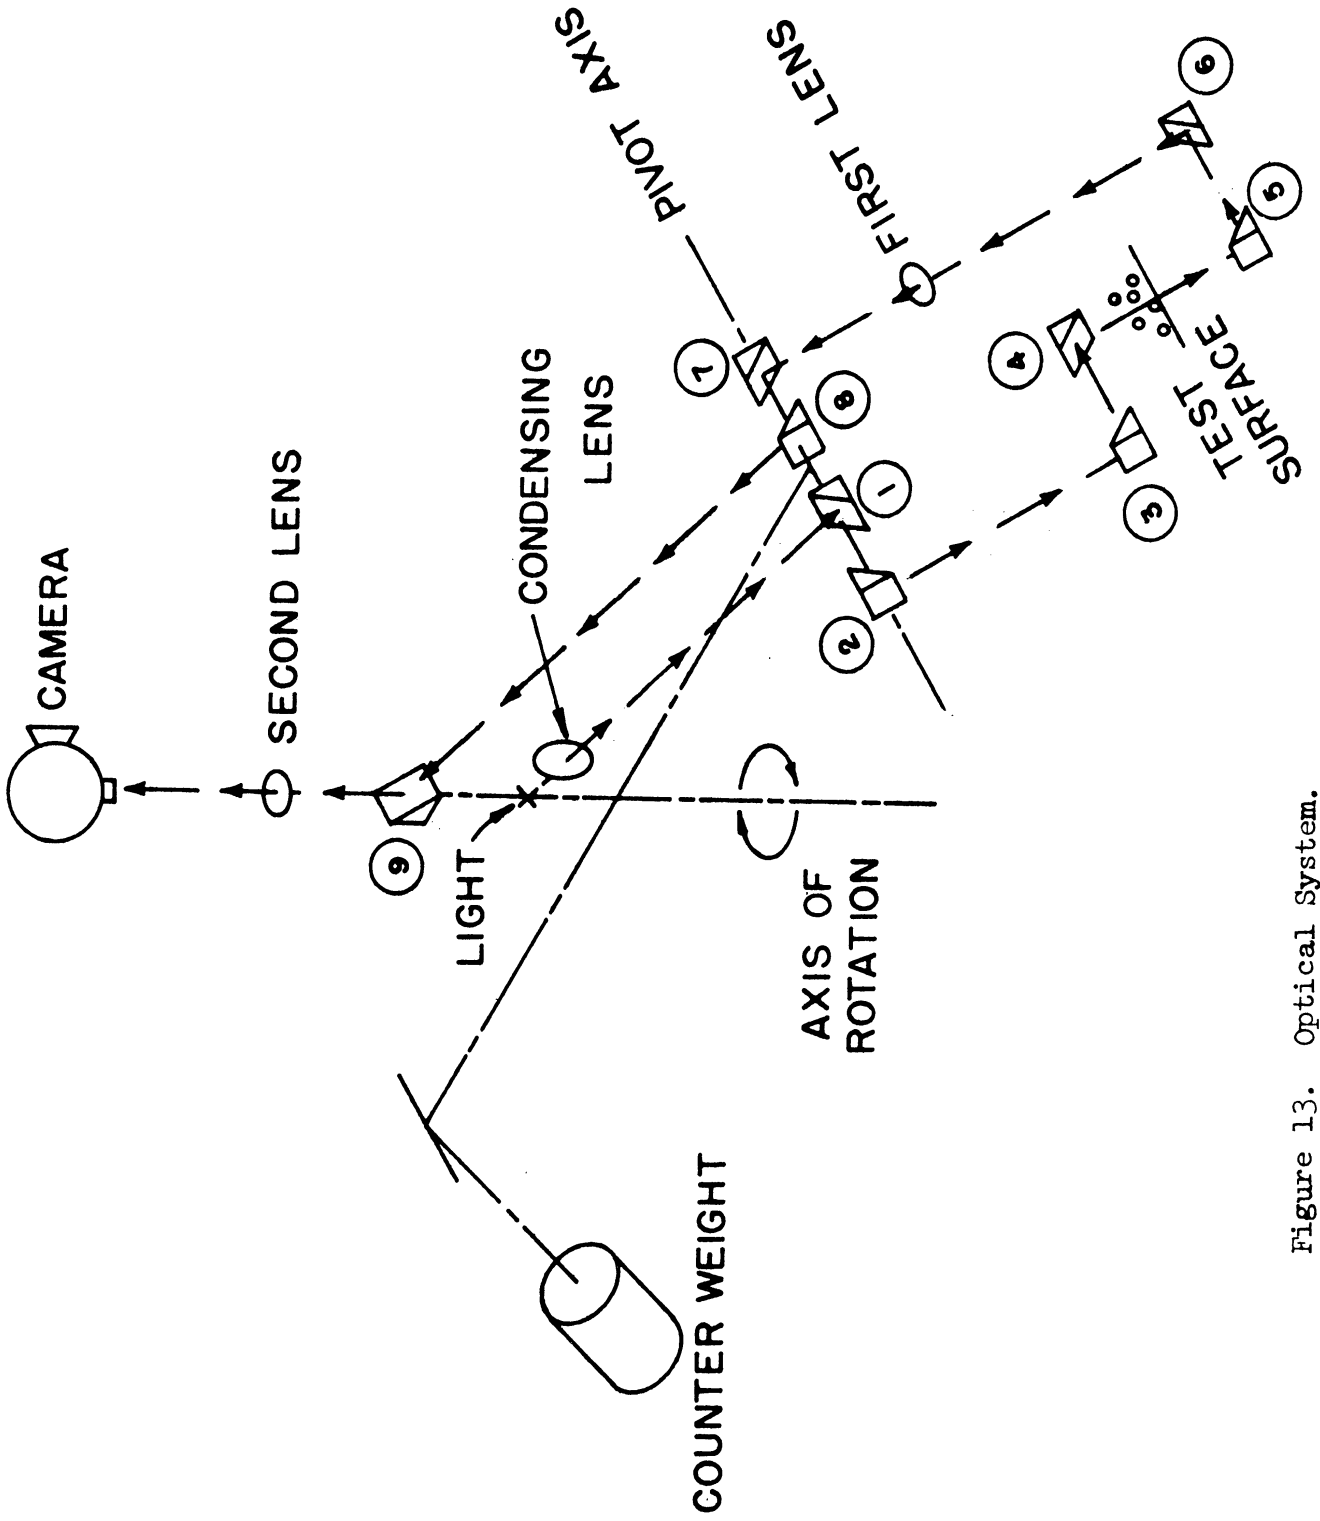 CAMERA
SECOND LENS
CONDENSING
LENS
PIVOT AXIS
FIRST LENS
9
LIGHT
7
8
1
2
3
4
5
6
TEST
SURFACE
AXIS OF
ROTATION
COUNTER WEIGHT
Figure 13. Optical System.